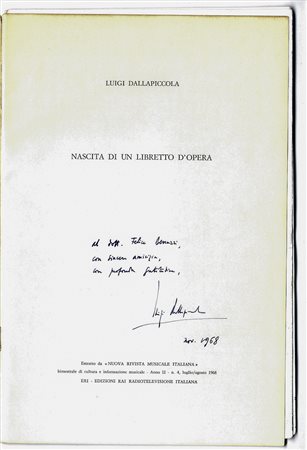 LUIGI DALLAPICCOLA
NASCITA DI UN LIBRETTO D'OPERA
al dott. Felice
con sincera amicizia,
con profonda gratitudine,
Luigi Dallapiccola
nov. 1968
Estratto da «NUOVA RIVISTA MUSICALE ITALIANA»
bimestrale di cultura e informazione musicale - Anno II - n. 4, luglio/agosto 1968
ERI - EDIZIONI RAI RADIOTELEVISIONE ITALIANA